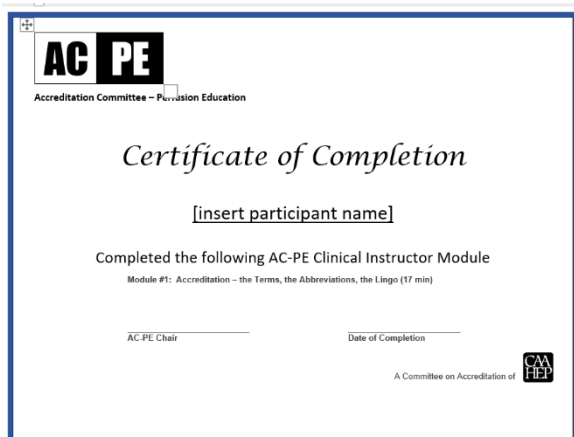 AC PE
Accreditation Committee – Perfusion Education
Certificate of Completion
[insert participant name]
Completed the following AC-PE Clinical Instructor Module
Module #1: Accreditation – the Terms, the Abbreviations, the Lingo (17 min)
AC-PE Chair
Date of Completion
A Committee on Accreditation of
CAA
HEP